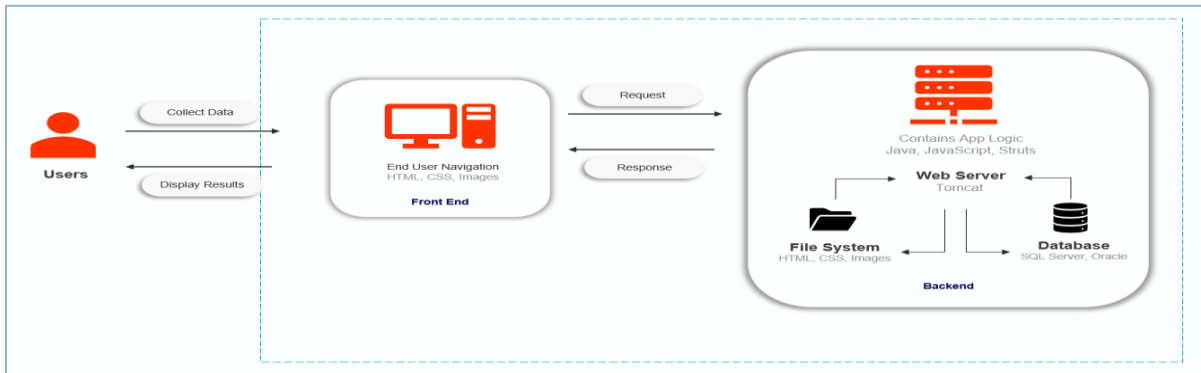 Users
Collect Data
Display Results
End User Navigation
HTML, CSS, Images
Front End
Request
Response
Contains App Logic
Java, JavaScript, Struts
Web Server
Tomcat
File System
HTML, CSS, Images
Database
SQL Server, Oracle
Backend